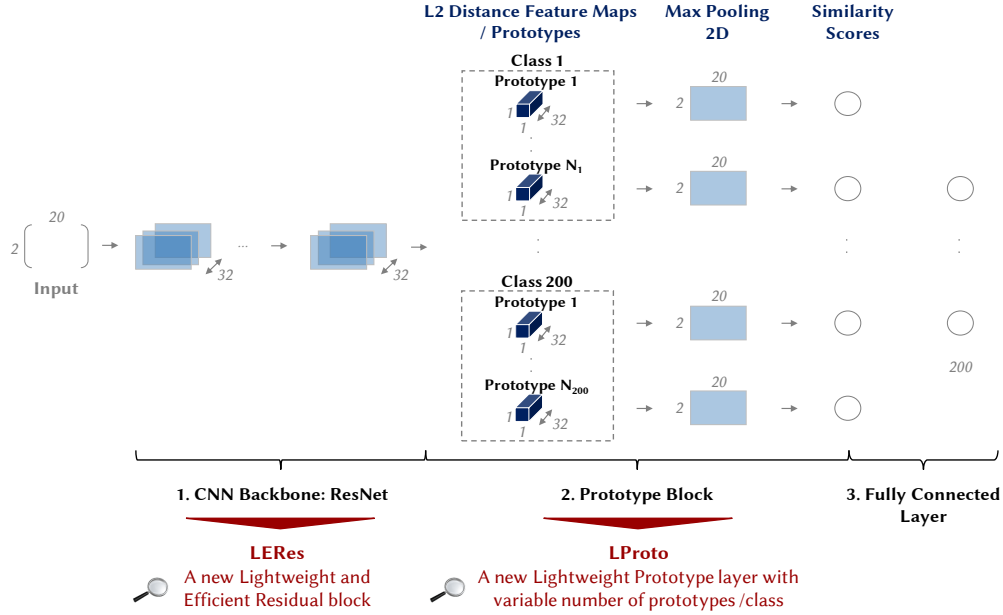 L2 Distance Feature Maps
/ Prototypes
Max Pooling
2D
Similarity
Scores
Class 1
Prototype 1
1
1
32
20
2
.
.
Prototype N₁
1
1
32
20
2
20
2
Input
...
32
32
.
.
.
.
.
.
Class 200
Prototype 1
1
1
32
20
2
.
.
200
Prototype N₂₀₀
1
1
32
20
2
1. CNN Backbone: ResNet
2. Prototype Block
3. Fully Connected
Layer
LERes
A new Lightweight and
Efficient Residual block
LProto
A new Lightweight Prototype layer with
variable number of prototypes /class